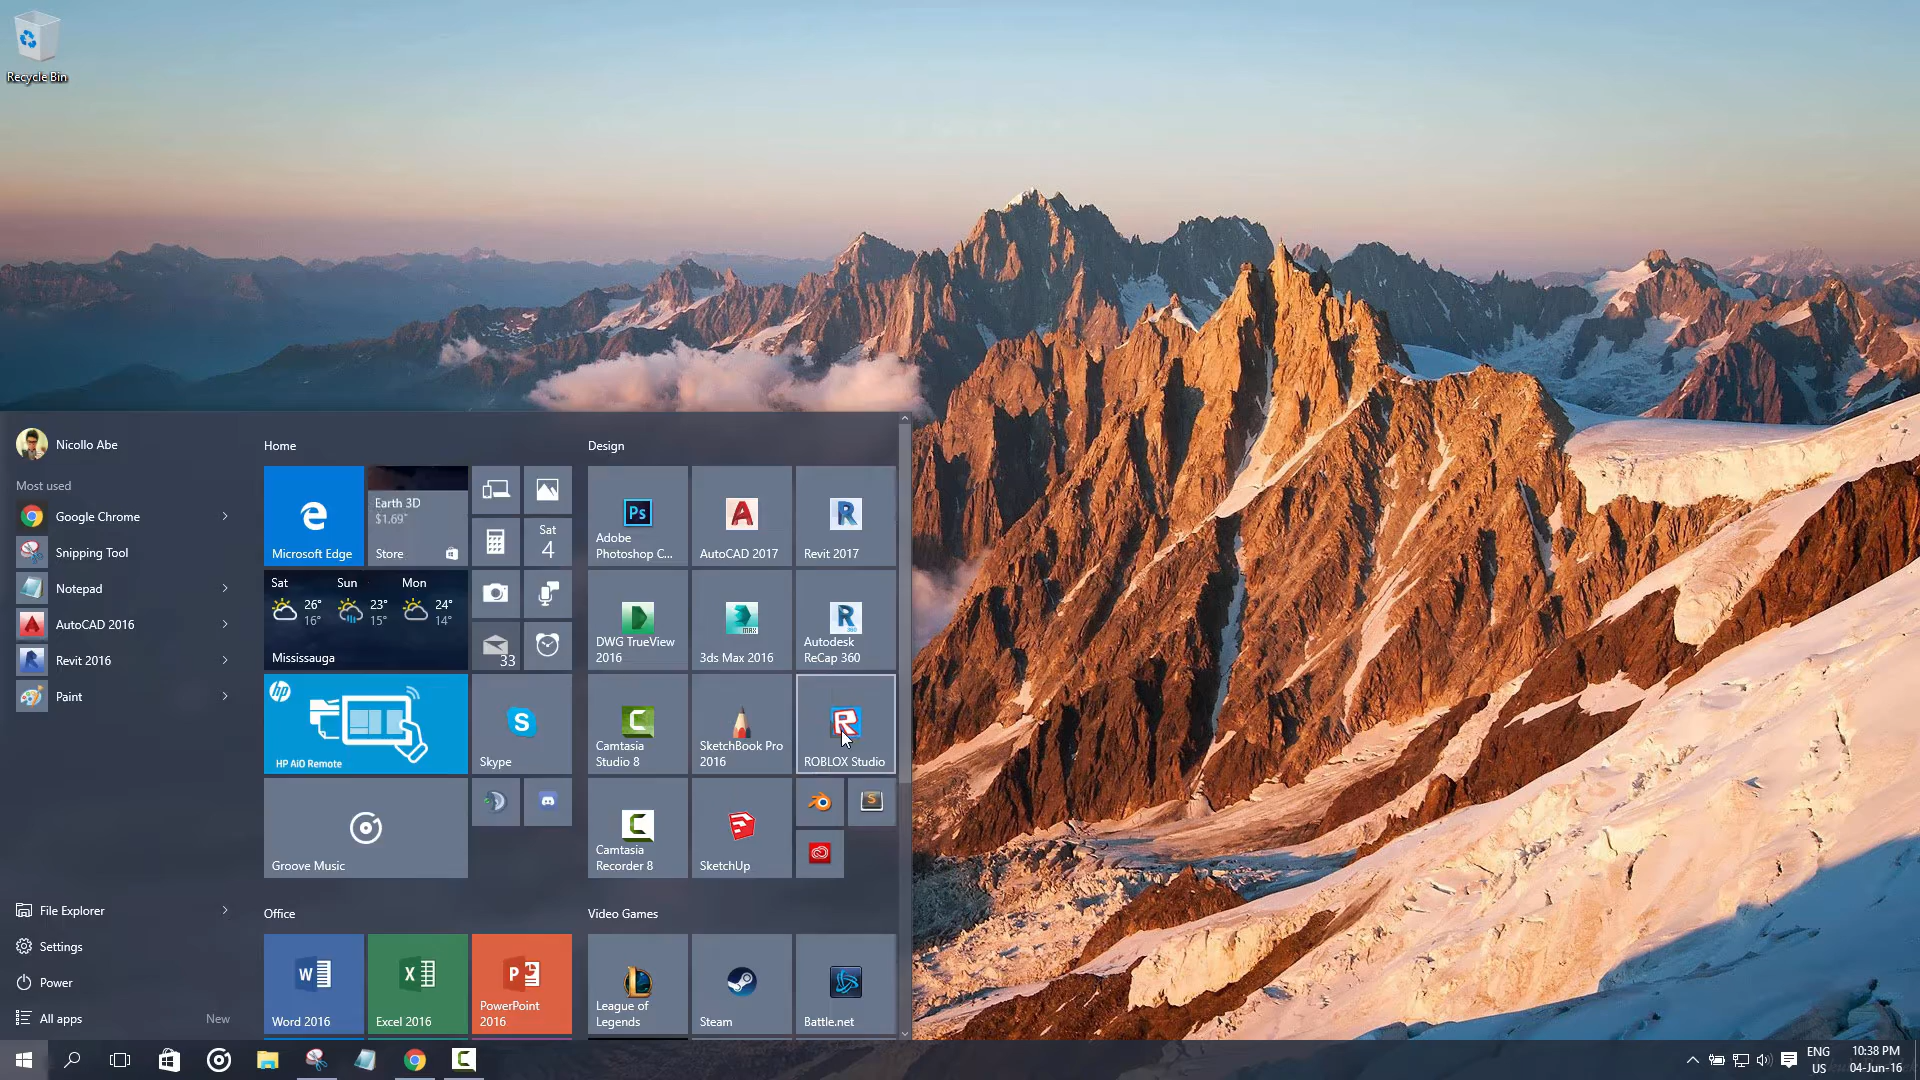 Recycle Bin
Nicollo Abe
Most used
Google Chrome
Snipping Tool
Notepad
AutoCAD 2016
Revit 2016
Paint
File Explorer
Settings
Power
All apps
New
Home
Microsoft Edge
Earth 3D
$1.69*
Store
Sat
4
Sat
Sun
Mon
26°
16°
23°
15°
24°
14°
Mississauga
33
hp
HP AiO Remote
S
Skype
Groove Music
Design
Ps
Adobe
Photoshop C...
A
AutoCAD 2017
R
Revit 2017
DWG TrueView
2016
MAX
3ds Max 2016
R
360
Autodesk
ReCap 360
C
Camtasia
Studio 8
SketchBook Pro
2016
R
ROBLOX Studio
C
Camtasia
Recorder 8
SketchUp
S
Office
W
Word 2016
X
Excel 2016
P
PowerPoint
2016
Video Games
L
League of
Legends
Steam
Battle.net
C
ENG
US
10:38 PM
04-Jun-16